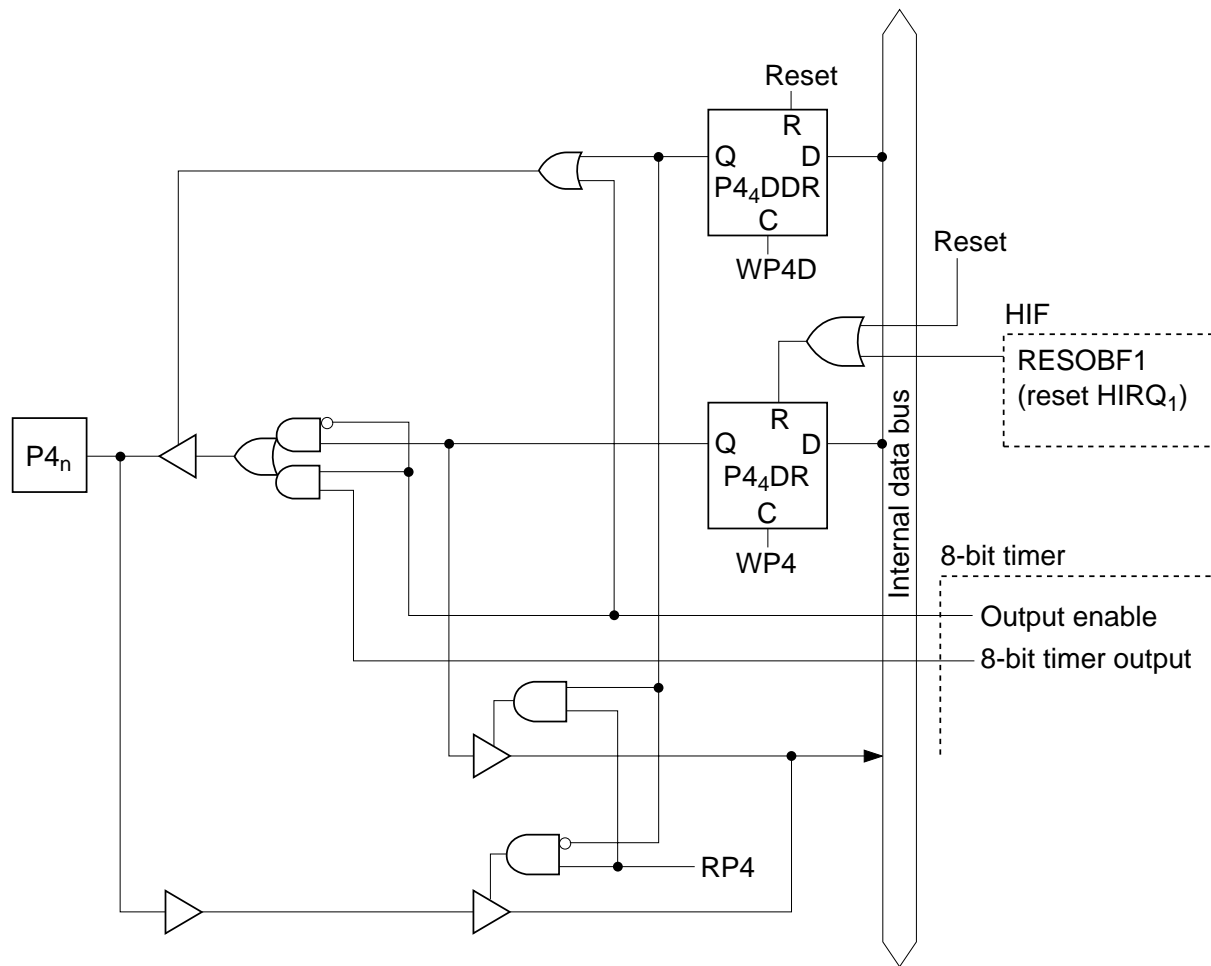 Reset
R
Q D
P4₄DDR
C
WP4D
Reset
HIF
RESOBF1
(reset HIRQ₁)
R
Q D
P4₄DR
C
WP4
P4ₙ
Internal data bus
8-bit timer
Output enable
8-bit timer output
RP4